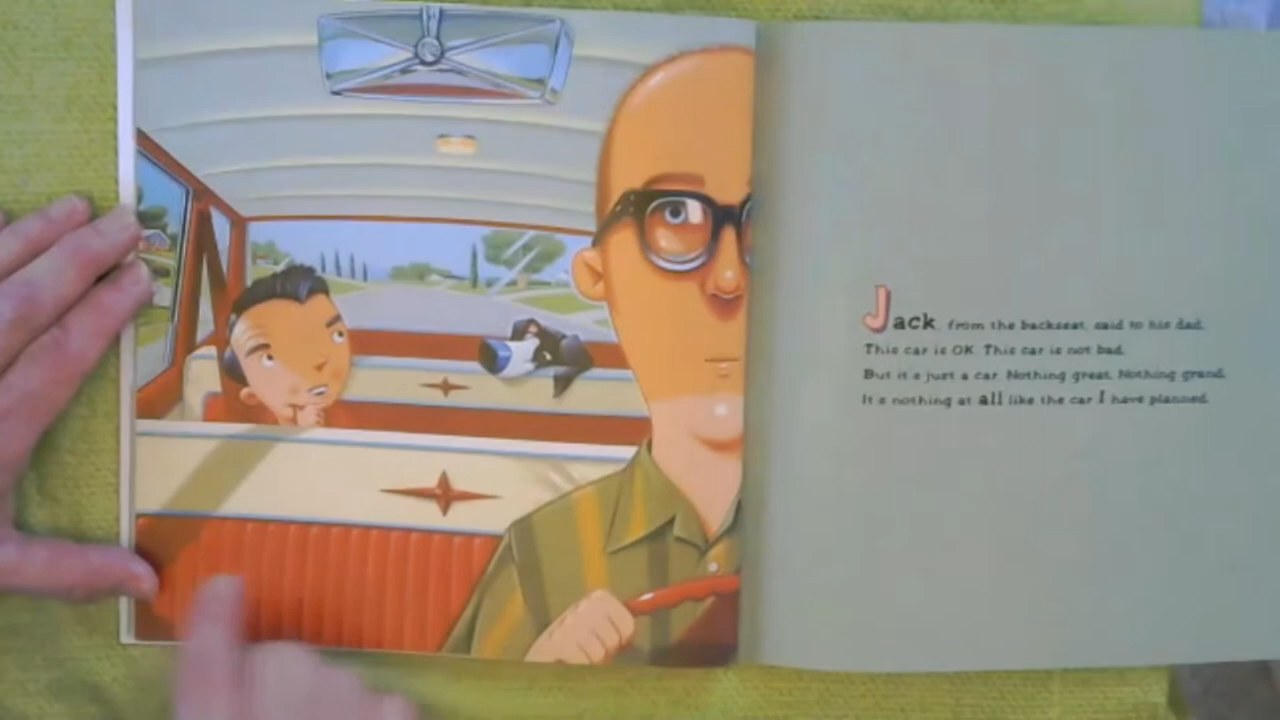 Jack, from the backseat, said to his dad,
This car is OK. This car is not bad.
But it's just a car. Nothing great. Nothing grand.
It's nothing at all like the car I have planned.